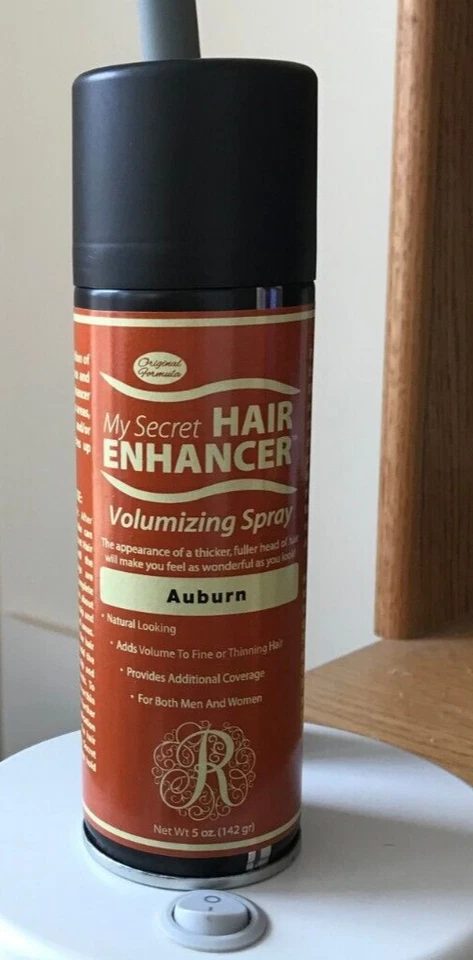 Original
Formula
My Secret HAIR
ENHANCER
Volumizing Spray
The appearance of a thicker, fuller head of hair
will make you feel as wonderful as you look!
Auburn
• Natural Looking
• Adds Volume To Fine or Thinning Hair
• Provides Additional Coverage
• For Both Men And Women
R
Net Wt 5 oz. (142 gr)